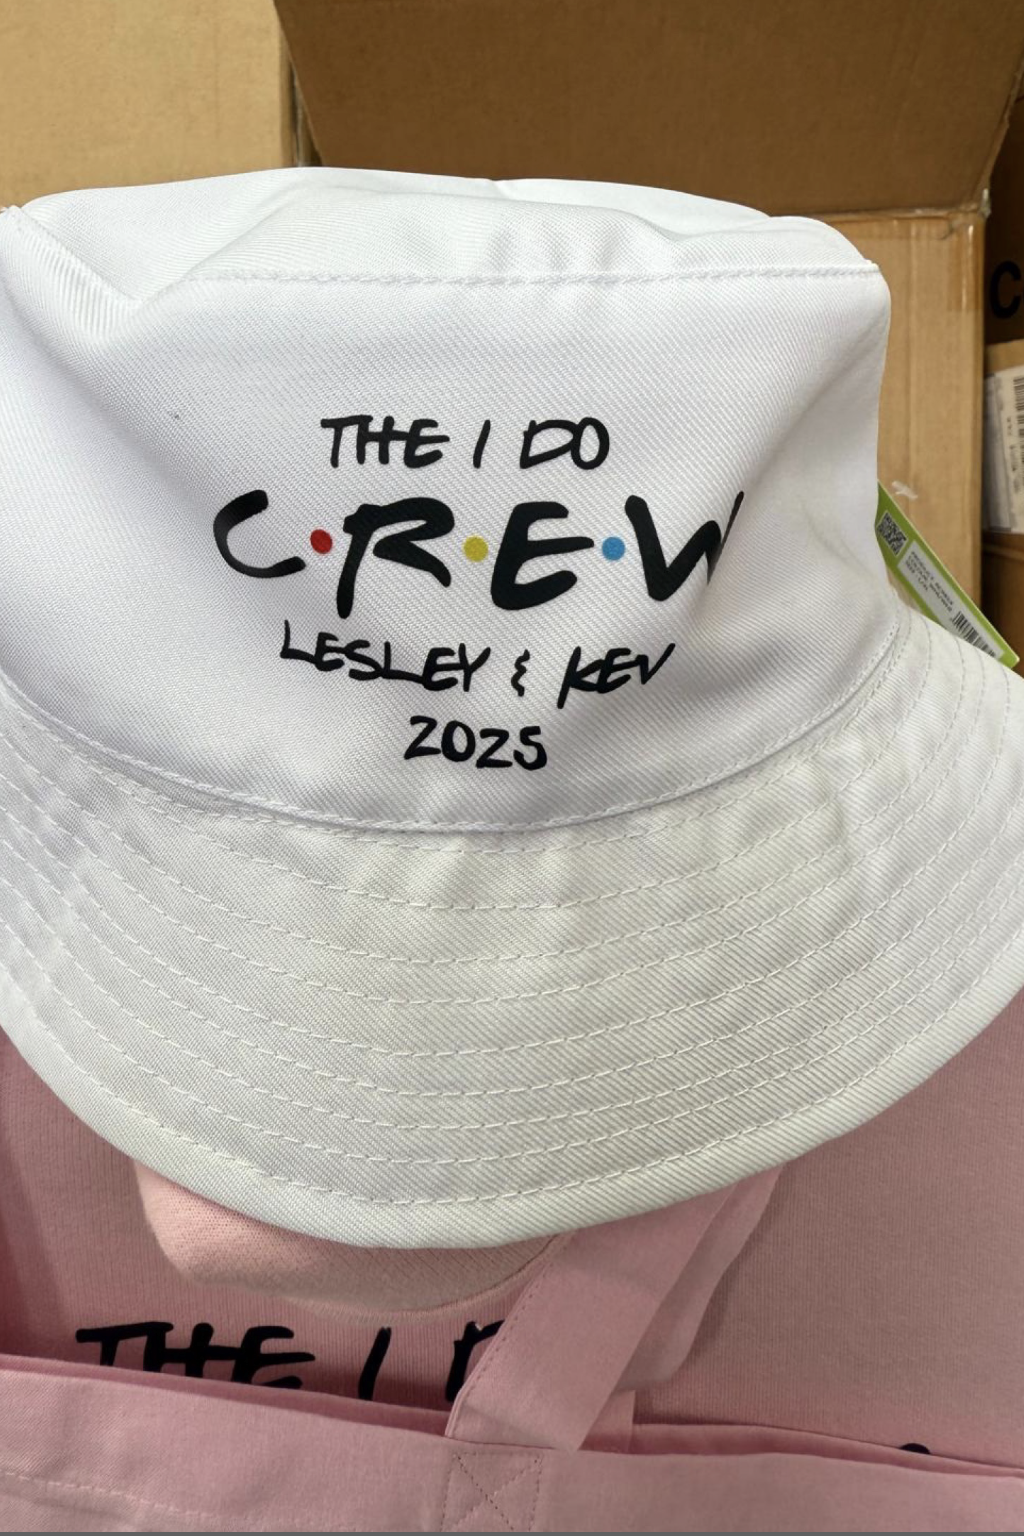 THE I DO
C•R•E•W
LESLEY & KEV
2025
THE I